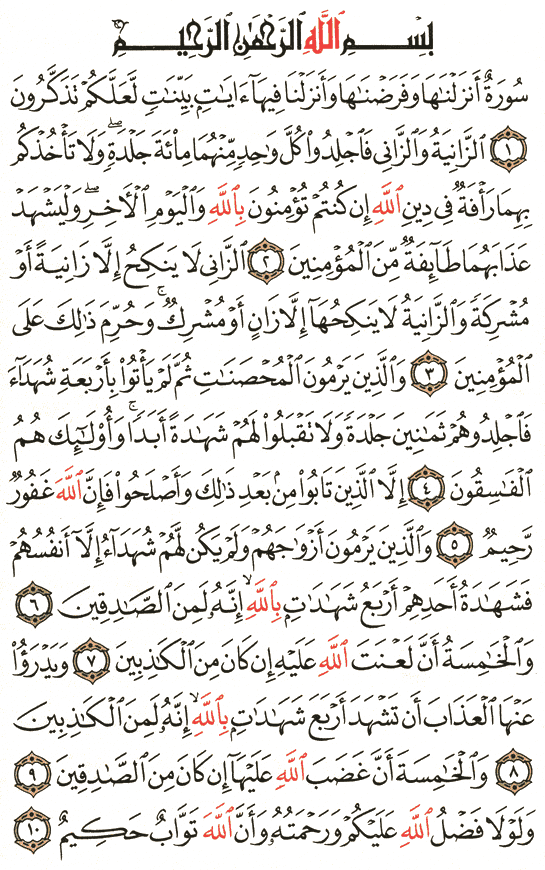 بِسْمِ ٱللَّهِ ٱلرَّحْمَٰنِ ٱلرَّحِيمِ
سُورَةٌ أَنزَلْنَٰهَا وَفَرَضْنَٰهَا وَأَنزَلْنَا فِيهَآ ءَايَٰتٍۭ بَيِّنَٰتٍ لَّعَلَّكُمْ تَذَكَّرُونَ
١ ٱلزَّانِيَةُ وَٱلزَّانِى فَٱجْلِدُوا۟ كُلَّ وَٰحِدٍ مِّنْهُمَا مِا۟ئَةَ جَلْدَةٍ ۖ وَلَا تَأْخُذْكُم
بِهِمَا رَأْفَةٌ فِى دِينِ ٱللَّهِ إِن كُنتُمْ تُؤْمِنُونَ بِٱللَّهِ وَٱلْيَوْمِ ٱلْأَخِرِ ۖ وَلْيَشْهَدْ
عَذَابَهُمَا طَآئِفَةٌ مِّنَ ٱلْمُؤْمِنِينَ ٢ ٱلزَّانِى لَا يَنكِحُ إِلَّا زَانِيَةً أَوْ
مُشْرِكَةً وَٱلزَّانِيَةُ لَا يَنكِحُهَآ إِلَّا زَانٍ أَوْ مُشْرِكٌ ۚ وَحُرِّمَ ذَٰلِكَ عَلَى
ٱلْمُؤْمِنِينَ ٣ وَٱلَّذِينَ يَرْمُونَ ٱلْمُحْصَنَٰتِ ثُمَّ لَمْ يَأْتُوا۟ بِأَرْبَعَةِ شُهَدَآءَ
فَٱجْلِدُوهُمْ ثَمَٰنِينَ جَلْدَةً وَلَا تَقْبَلُوا۟ لَهُمْ شَهَٰدَةً أَبَدًا ۚ وَأُو۟لَٰٓئِكَ هُمُ
ٱلْفَٰسِقُونَ ٤ إِلَّا ٱلَّذِينَ تَابُوا۟ مِنۢ بَعْدِ ذَٰلِكَ وَأَصْلَحُوا۟ فَإِنَّ ٱللَّهَ غَفُورٌ
رَّحِيمٌ ٥ وَٱلَّذِينَ يَرْمُونَ أَزْوَٰجَهُمْ وَلَمْ يَكُن لَّهُمْ شُهَدَآءُ إِلَّآ أَنفُسُهُمْ
فَشَهَٰدَةُ أَحَدِهِمْ أَرْبَعُ شَهَٰدَٰتٍۭ بِٱللَّهِ ۙ إِنَّهُۥ لَمِنَ ٱلصَّٰدِقِينَ ٦
وَٱلْخَٰمِسَةُ أَنَّ لَعْنَتَ ٱللَّهِ عَلَيْهِ إِن كَانَ مِنَ ٱلْكَٰذِبِينَ ٧ وَيَدْرَؤُا۟
عَنْهَا ٱلْعَذَابَ أَن تَشْهَدَ أَرْبَعَ شَهَٰدَٰتٍۭ بِٱللَّهِ ۙ إِنَّهُۥ لَمِنَ ٱلْكَٰذِبِينَ
٨ وَٱلْخَٰمِسَةَ أَنَّ غَضَبَ ٱللَّهِ عَلَيْهَآ إِن كَانَ مِنَ ٱلصَّٰدِقِينَ ٩
وَلَوْلَا فَضْلُ ٱللَّهِ عَلَيْكُمْ وَرَحْمَتُهُۥ وَأَنَّ ٱللَّهَ تَوَّابٌ حَكِيمٌ ١٠